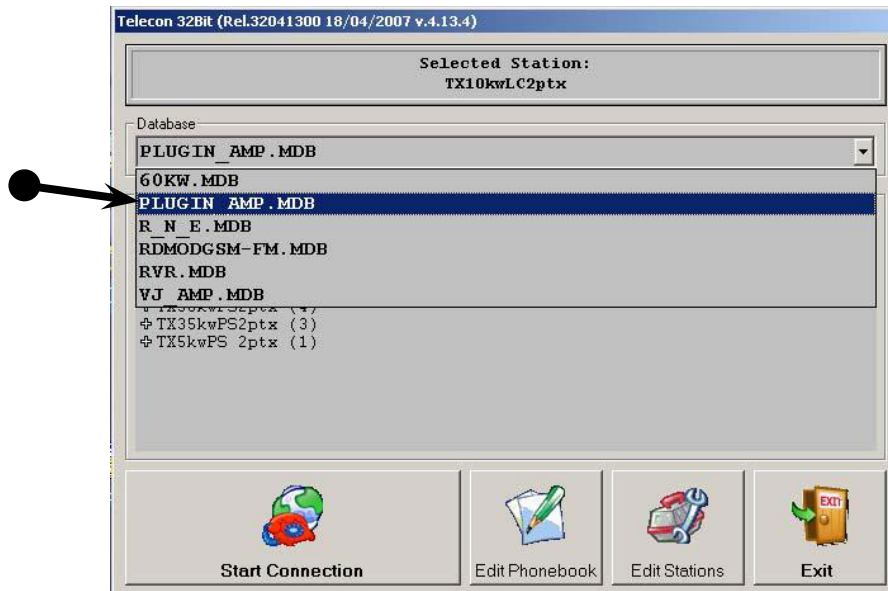 Telecon 32Bit (Rel.32041300 18/04/2007 v.4.13.4)
Selected Station:
TX10kwLC2ptx
Database
PLUGIN_AMP.MDB
60KW.MDB
PLUGIN_AMP.MDB
R_N_E.MDB
RDMODGSM-FM.MDB
RVR.MDB
VJ_AMP.MDB
TX35kwPS2ptx (3)
TX5kwPS 2ptx (1)
Start Connection
Edit Phonebook
Edit Stations
EXIT
Exit